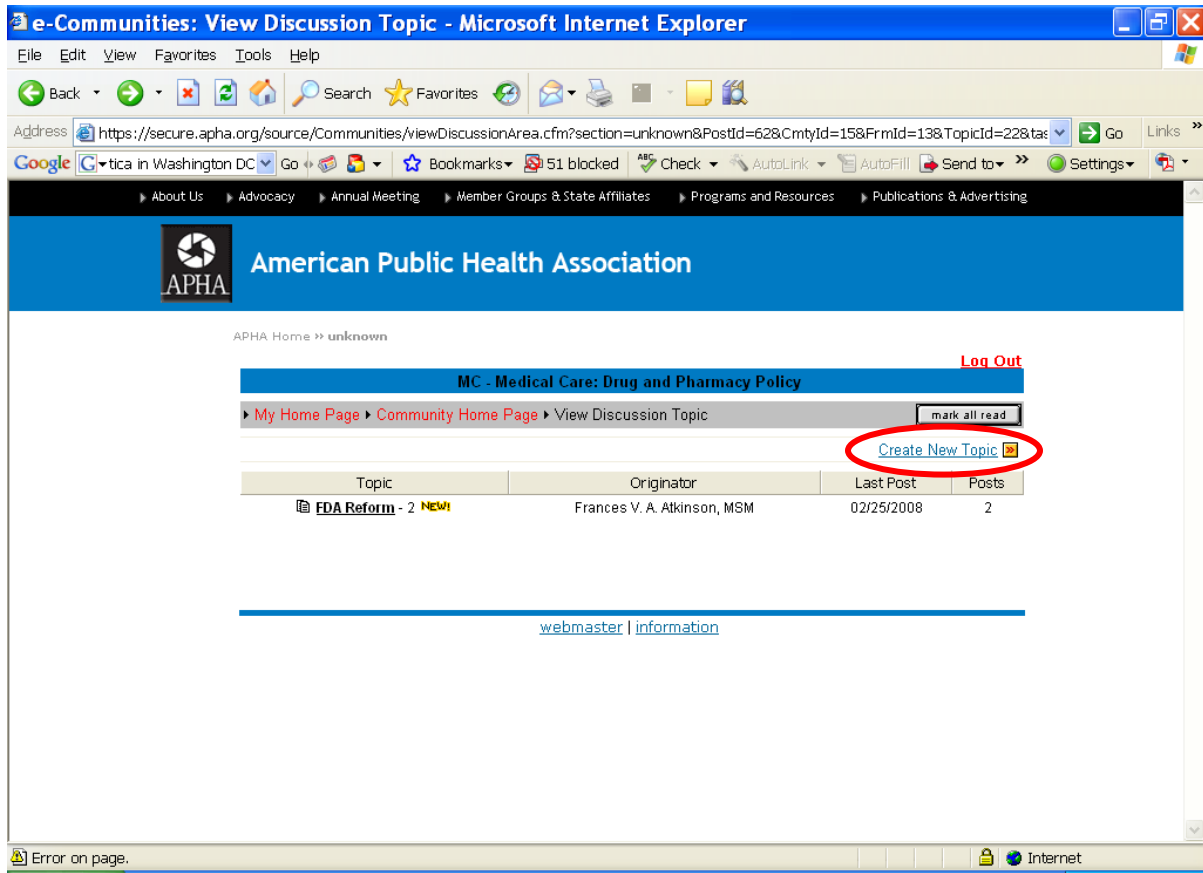 e-Communities: View Discussion Topic - Microsoft Internet Explorer
File Edit View Favorites Tools Help
Back Search Favorites
Address https://secure.apha.org/source/Communities/viewDiscussionArea.cfm?section=unknown&PostId=62&CmtyId=15&FrmId=13&TopicId=22&tas Go Links »
Google G tica in Washington DC Go Bookmarks 51 blocked ABC Check AutoLink AutoFill Send to » Settings
About Us Advocacy Annual Meeting Member Groups & State Affiliates Programs and Resources Publications & Advertising
APHA American Public Health Association
APHA Home » unknown
Log Out
MC - Medical Care: Drug and Pharmacy Policy
My Home Page Community Home Page View Discussion Topic mark all read
Create New Topic »
Topic Originator Last Post Posts
FDA Reform - 2 NEW! Frances V. A. Atkinson, MSM 02/25/2008 2
webmaster | information
Error on page. Internet